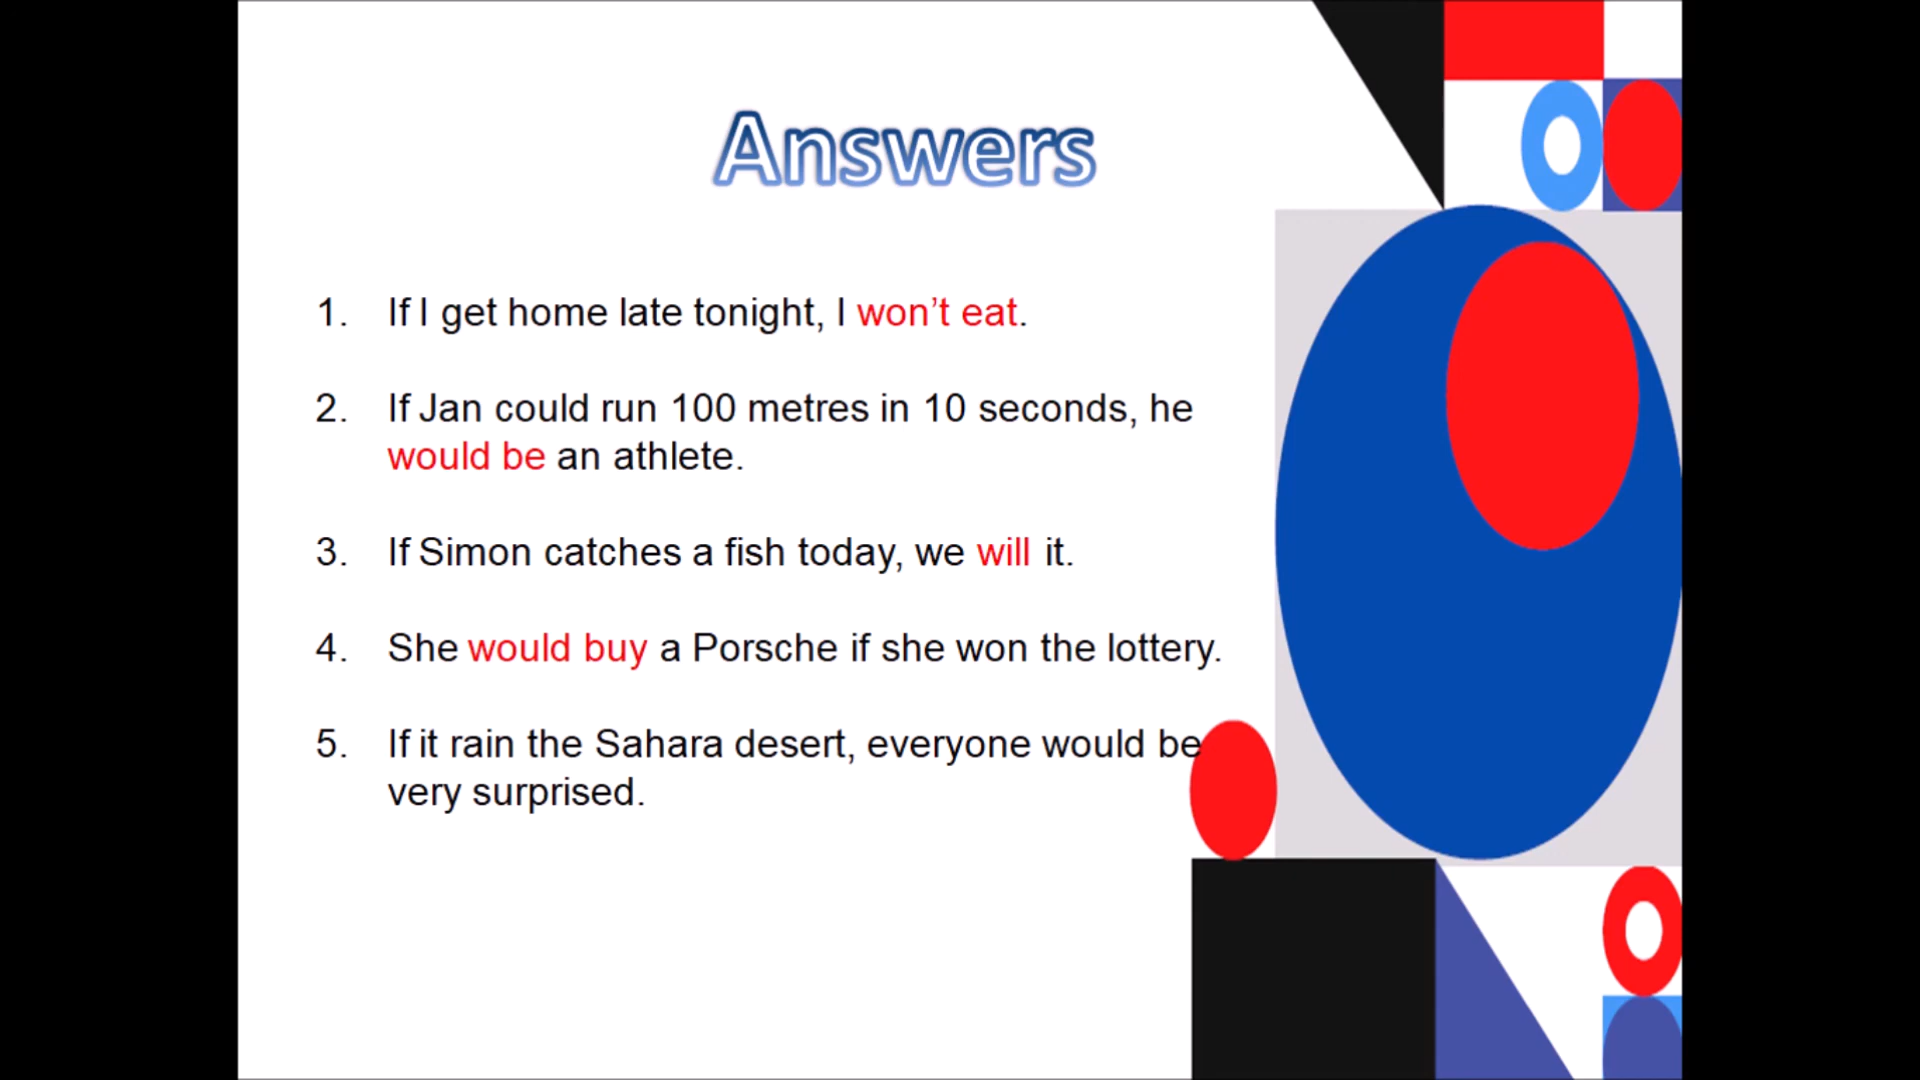 Answers
1. If I get home late tonight, I won’t eat.
2. If Jan could run 100 metres in 10 seconds, he
would be an athlete.
3. If Simon catches a fish today, we will it.
4. She would buy a Porsche if she won the lottery.
5. If it rain the Sahara desert, everyone would be
very surprised.